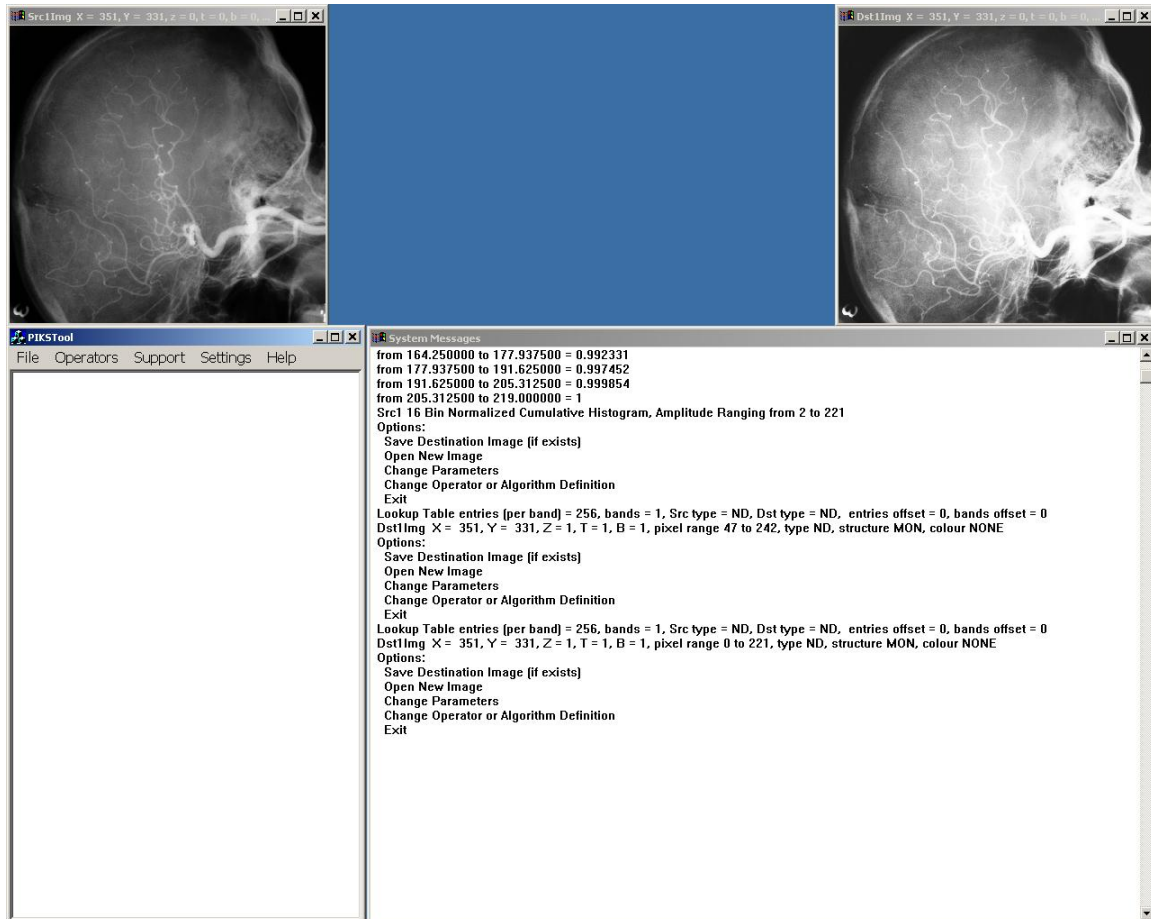 Src1Img X = 351, Y = 331, z = 0, t = 0, b = 0, ...
Dst1Img X = 351, Y = 331, z = 0, t = 0, b = 0, ...
PIKSTool
File Operators Support Settings Help
System Messages
from 164.250000 to 177.937500 = 0.992331
from 177.937500 to 191.625000 = 0.997452
from 191.625000 to 205.312500 = 0.999854
from 205.312500 to 219.000000 = 1
Src1 16 Bin Normalized Cumulative Histogram, Amplitude Ranging from 2 to 221
Options:
Save Destination Image (if exists)
Open New Image
Change Parameters
Change Operator or Algorithm Definition
Exit
Lookup Table entries (per band) = 256, bands = 1, Src type = ND, Dst type = ND, entries offset = 0, bands offset = 0
Dst1Img X = 351, Y = 331, Z = 1, T = 1, B = 1, pixel range 47 to 242, type ND, structure MON, colour NONE
Options:
Save Destination Image (if exists)
Open New Image
Change Parameters
Change Operator or Algorithm Definition
Exit
Lookup Table entries (per band) = 256, bands = 1, Src type = ND, Dst type = ND, entries offset = 0, bands offset = 0
Dst1Img X = 351, Y = 331, Z = 1, T = 1, B = 1, pixel range 0 to 221, type ND, structure MON, colour NONE
Options:
Save Destination Image (if exists)
Open New Image
Change Parameters
Change Operator or Algorithm Definition
Exit